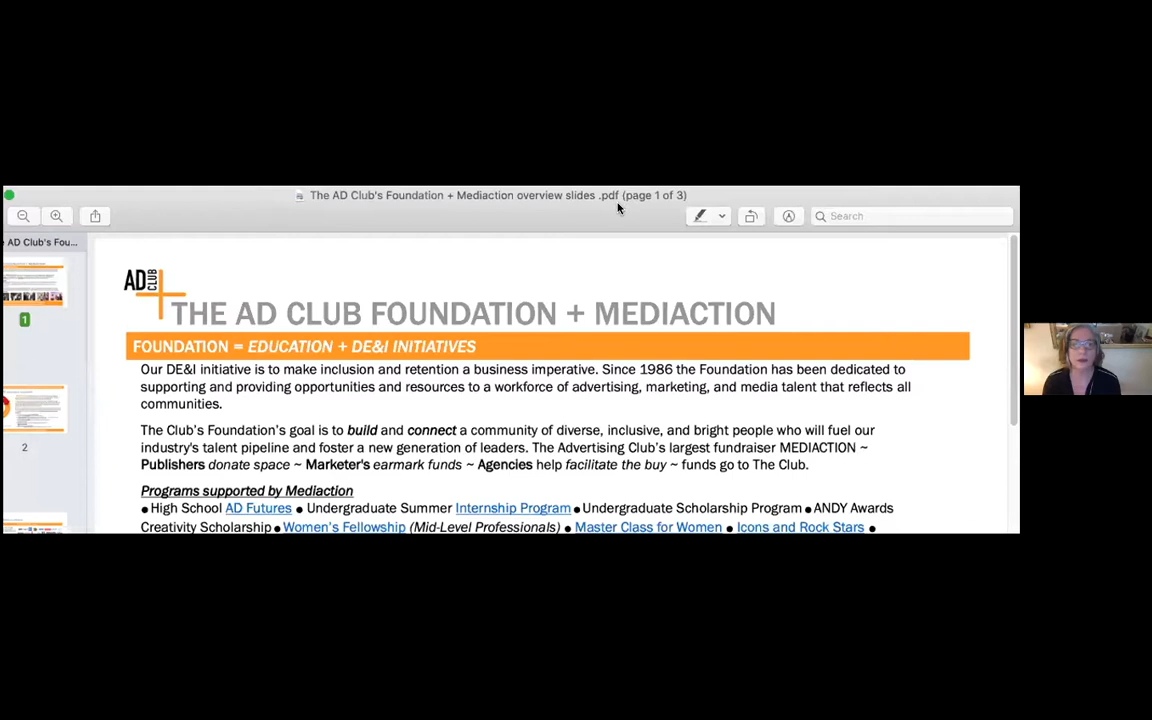 The AD Club's Foundation + Mediaction overview slides .pdf (page 1 of 3)
Search
e AD Club's Fou...
AD CLUB
THE AD CLUB FOUNDATION + MEDIACTION
FOUNDATION = EDUCATION + DE&I INITIATIVES
Our DE&I initiative is to make inclusion and retention a business imperative. Since 1986 the Foundation has been dedicated to
supporting and providing opportunities and resources to a workforce of advertising, marketing, and media talent that reflects all
communities.
The Club's Foundation's goal is to build and connect a community of diverse, inclusive, and bright people who will fuel our
industry's talent pipeline and foster a new generation of leaders. The Advertising Club's largest fundraiser MEDIACTION ~
Publishers donate space ~ Marketer's earmark funds ~ Agencies help facilitate the buy ~ funds go to The Club.
Programs supported by Mediaction
●High School AD Futures ● Undergraduate Summer Internship Program ●Undergraduate Scholarship Program ●ANDY Awards
Creativity Scholarship ● Women's Fellowship (Mid-Level Professionals) ● Master Class for Women ● Icons and Rock Stars ●
1
2